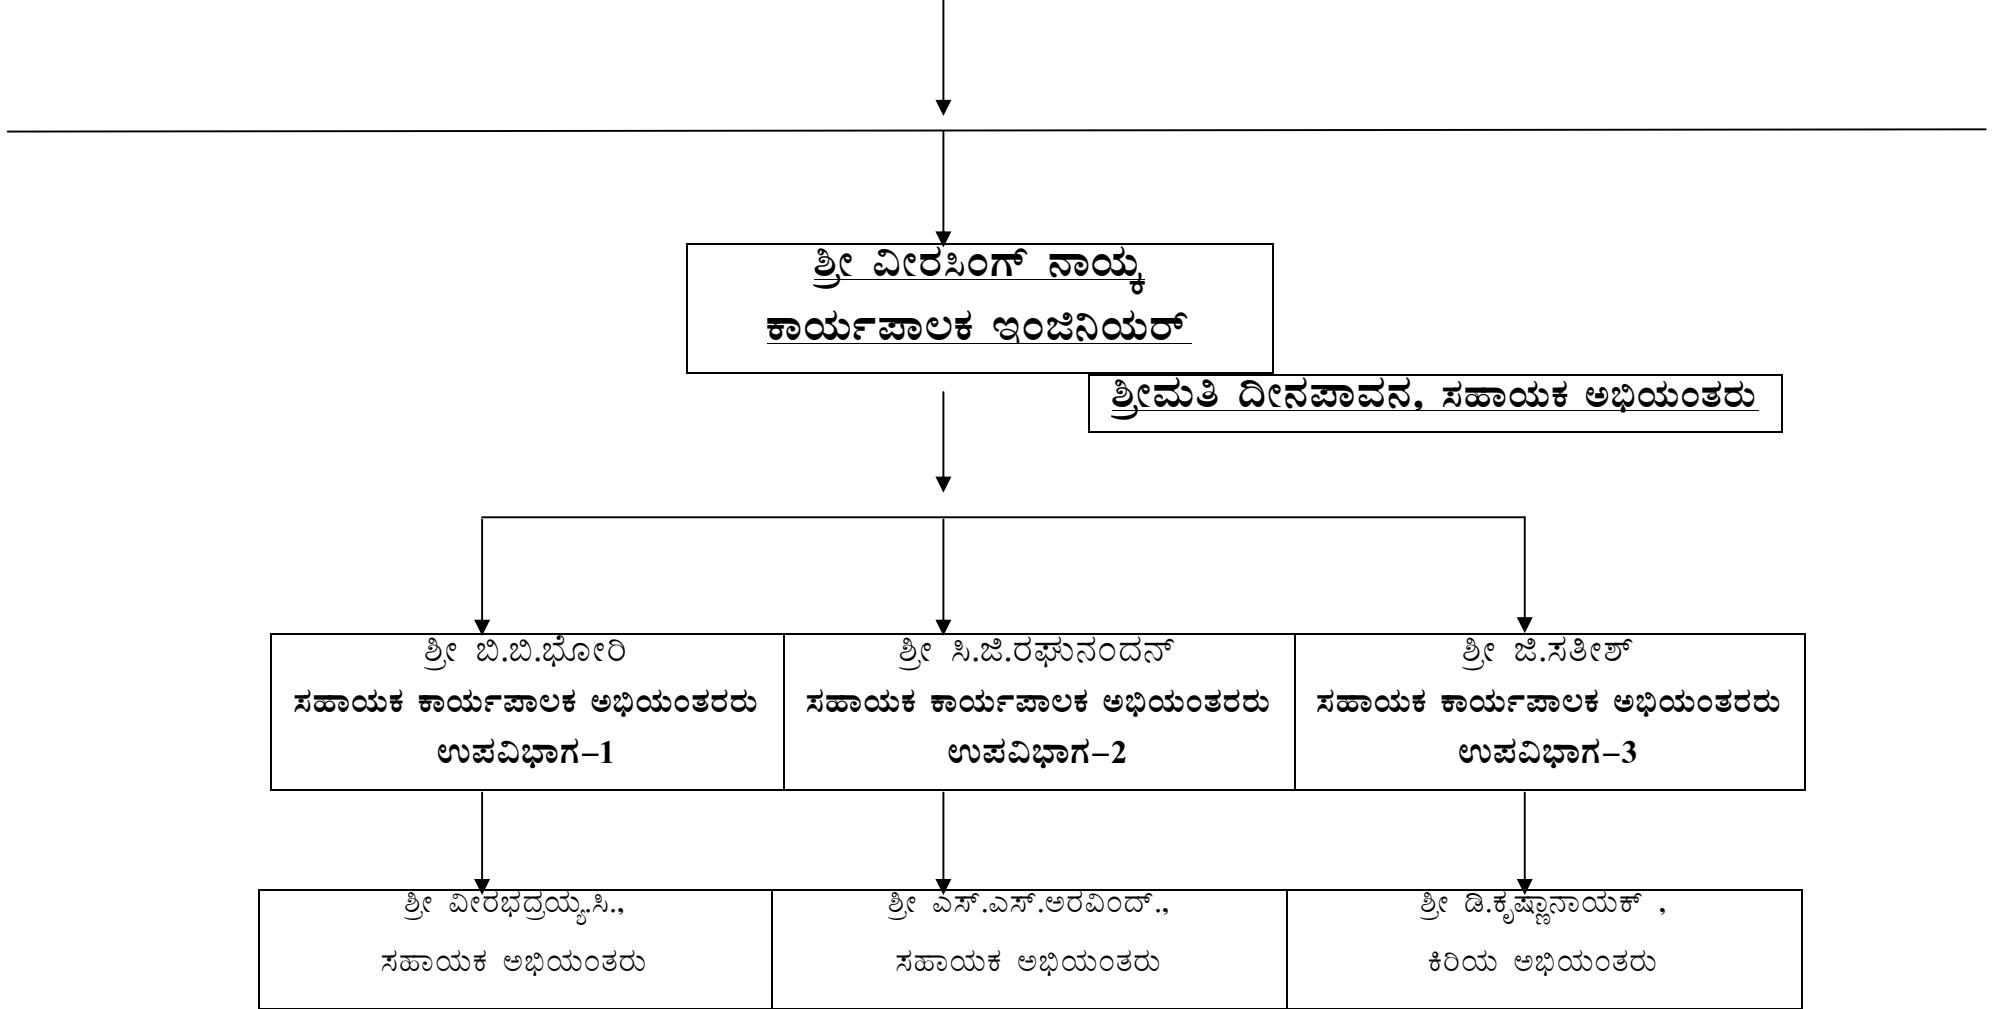 ಶ್ರೀ ವೀರಸಿಂಗ್ ನಾಯ್ಕ
ಕಾರ್ಯಪಾಲಕ ಇಂಜಿನಿಯರ್
ಶ್ರೀಮತಿ ದೀನಪಾವನ, ಸಹಾಯಕ ಅಭಿಯಂತರು
ಶ್ರೀ ಬಿ.ಬಿ.ಭೋರಿ
ಸಹಾಯಕ ಕಾರ್ಯಪಾಲಕ ಅಭಿಯಂತರರು
ಉಪವಿಭಾಗ–1
ಶ್ರೀ ಸಿ.ಜಿ.ರಘುನಂದನ್
ಸಹಾಯಕ ಕಾರ್ಯಪಾಲಕ ಅಭಿಯಂತರರು
ಉಪವಿಭಾಗ–2
ಶ್ರೀ ಜಿ.ಸತೀಶ್
ಸಹಾಯಕ ಕಾರ್ಯಪಾಲಕ ಅಭಿಯಂತರರು
ಉಪವಿಭಾಗ–3
ಶ್ರೀ ವೀರಭದ್ರಯ್ಯ.ಸಿ.,
ಸಹಾಯಕ ಅಭಿಯಂತರು
ಶ್ರೀ ಎಸ್.ಎಸ್.ಅರವಿಂದ್.,
ಸಹಾಯಕ ಅಭಿಯಂತರು
ಶ್ರೀ ಡಿ.ಕೃಷ್ಣಾನಾಯಕ್ ,
ಕಿರಿಯ ಅಭಿಯಂತರು